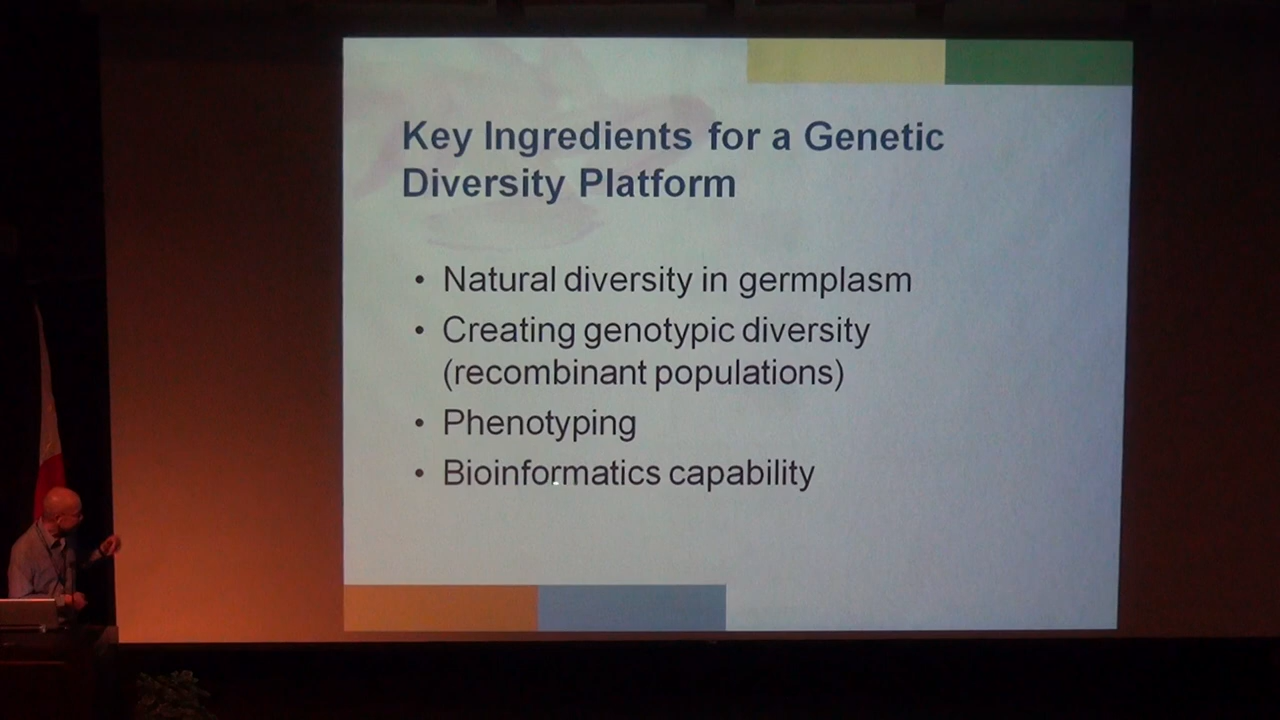 Key Ingredients for a Genetic
Diversity Platform
• Natural diversity in germplasm
• Creating genotypic diversity
(recombinant populations)
• Phenotyping
• Bioinformatics capability